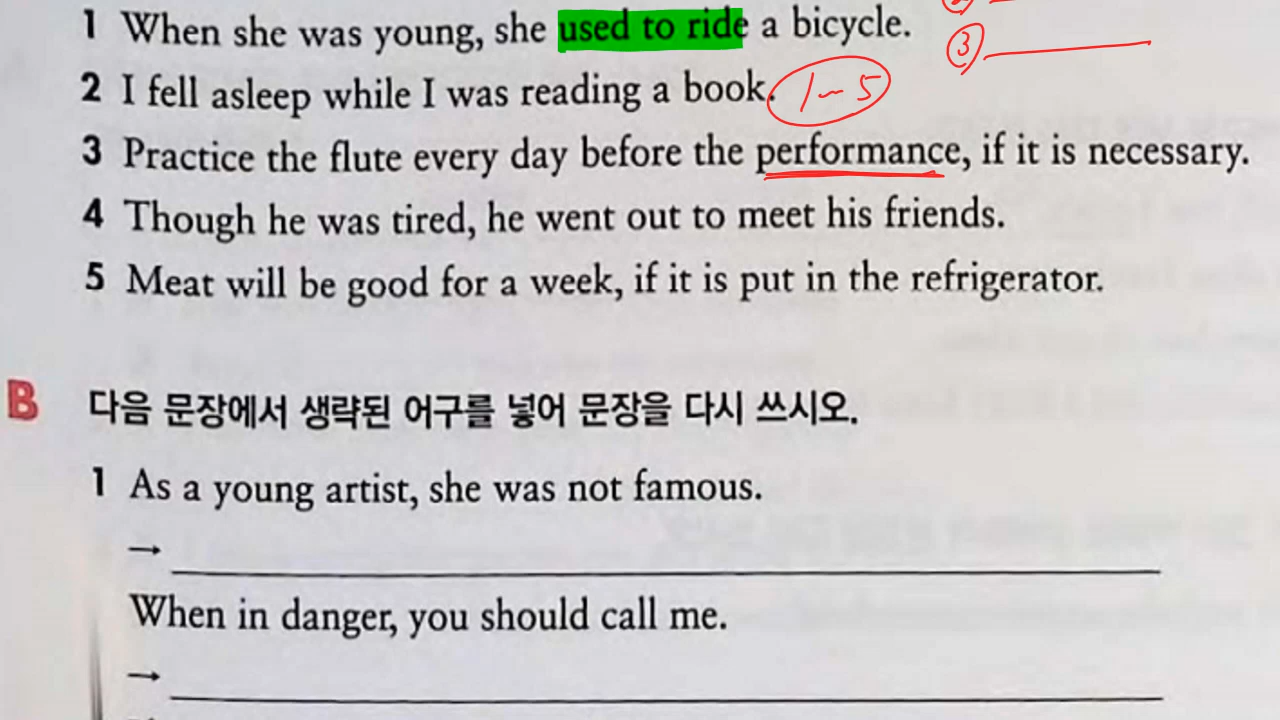 1 When she was young, she used to ride a bicycle.
③
2 I fell asleep while I was reading a book. 1~5
3 Practice the flute every day before the performance, if it is necessary.
4 Though he was tired, he went out to meet his friends.
5 Meat will be good for a week, if it is put in the refrigerator.
B 다음 문장에서 생략된 어구를 넣어 문장을 다시 쓰시오.
1 As a young artist, she was not famous.
→
When in danger, you should call me.
→